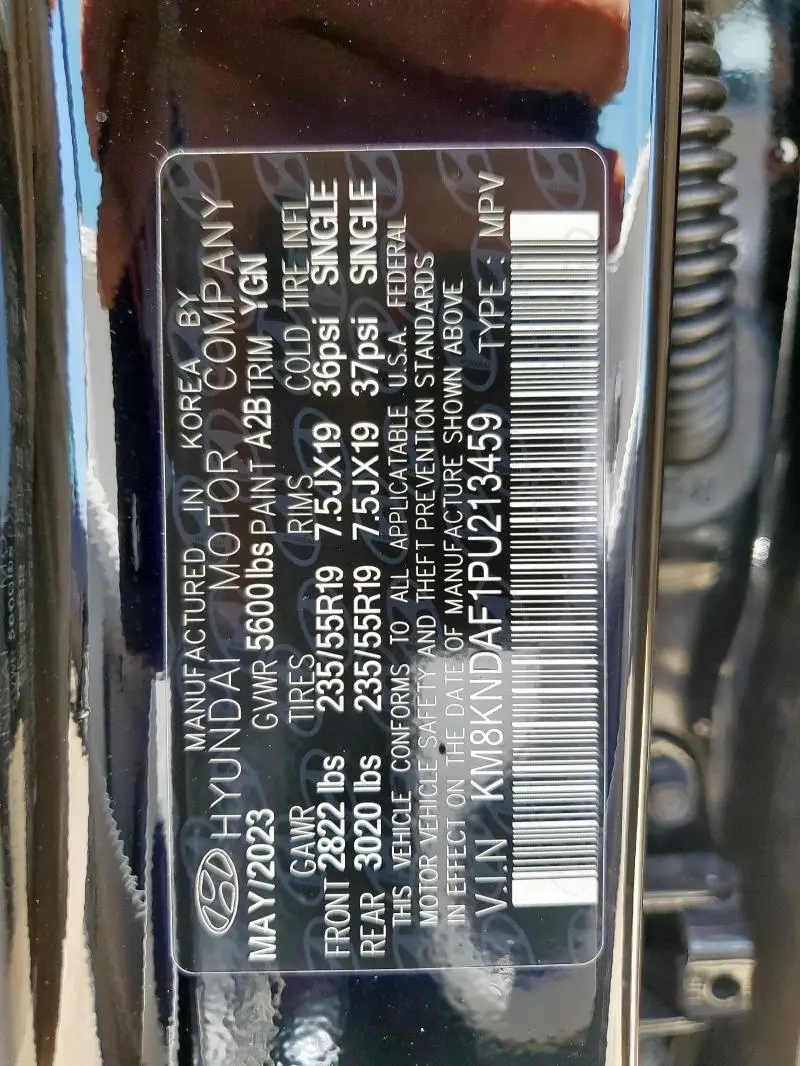 MANUFACTURED IN KOREA BY
HYUNDAI MOTOR COMPANY
MAY/2023 GVWR 5600 lbs PAINT A2B TRIM YGN
GAWR TIRES RIMS COLD TIRE INFL
FRONT 2822 lbs 235/55R19 7.5JX19 36psi SINGLE
REAR 3020 lbs 235/55R19 7.5JX19 37psi SINGLE
THIS VEHICLE CONFORMS TO ALL APPLICATABLE U.S.A. FEDERAL
MOTOR VEHICLE SAFETY AND THEFT PREVENTION STANDARDS
IN EFFECT ON THE DATE OF MANUFACTURE SHOWN ABOVE
V.I.N KM8KNDAF1PU213459 TYPE : MPV